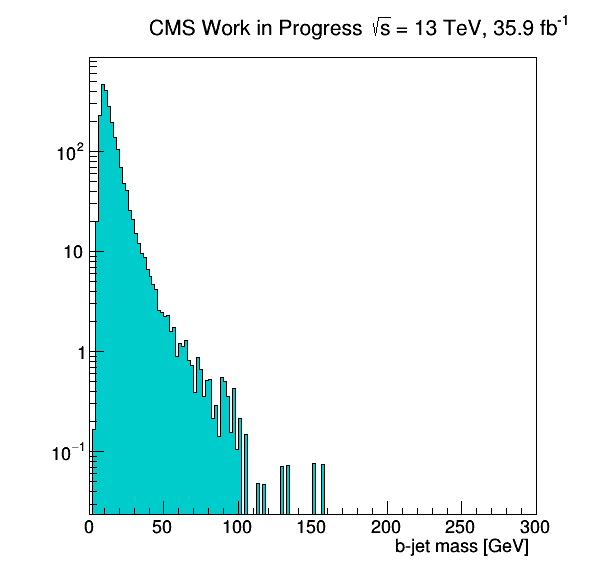 CMS Work in Progress √s = 13 TeV, 35.9 fb⁻¹
10²
10
1
10⁻¹
0 50 100 150 200 250 300
b-jet mass [GeV]